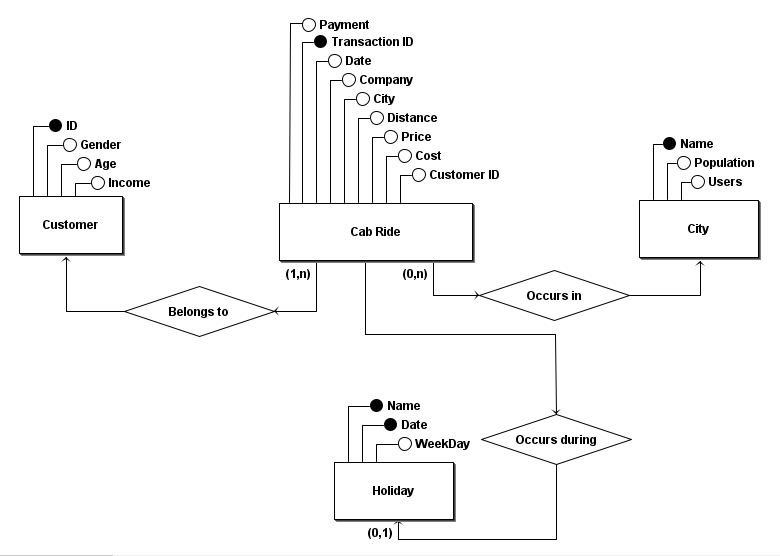 Payment
Transaction ID
Date
Company
City
Distance
Price
Cost
Customer ID
Cab Ride
ID
Gender
Age
Income
Customer
Name
Population
Users
City
(1,n)
(0,n)
Belongs to
Occurs in
Name
Date
WeekDay
Holiday
(0,1)
Occurs during